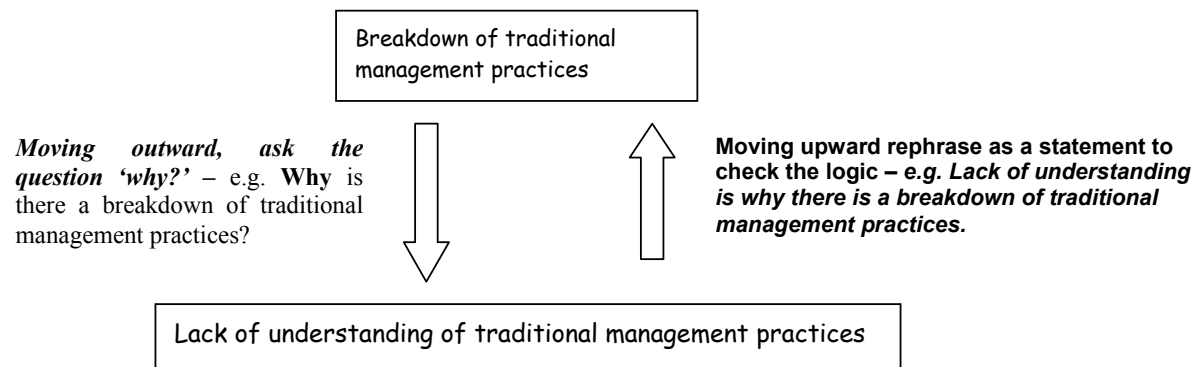 Breakdown of traditional
management practices
Moving outward, ask the
question ‘why?’ – e.g. Why is
there a breakdown of traditional
management practices?
Moving upward rephrase as a statement to
check the logic – e.g. Lack of understanding
is why there is a breakdown of traditional
management practices.
Lack of understanding of traditional management practices